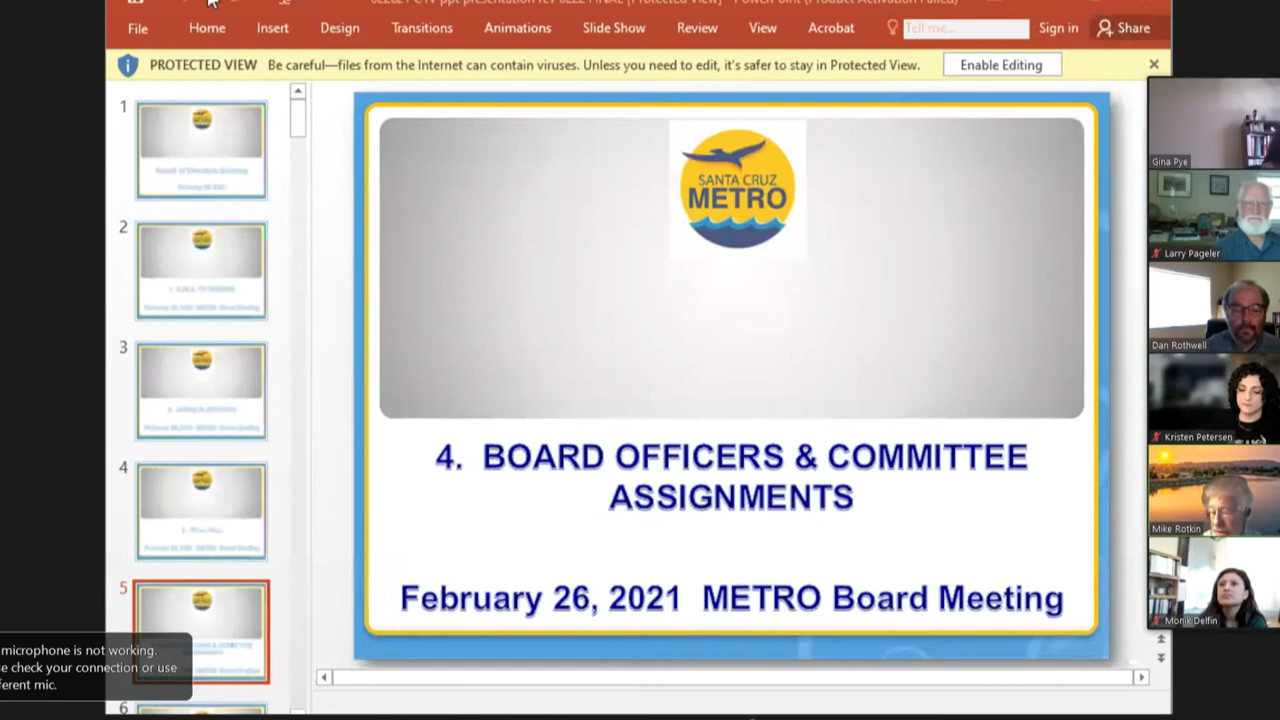 File Home Insert Design Transitions Animations Slide Show Review View Acrobat Tell me... Sign in Share
PROTECTED VIEW Be careful—files from the Internet can contain viruses. Unless you need to edit, it's safer to stay in Protected View. Enable Editing
1
2
3
4
5
6
SANTA CRUZ
METRO
4. BOARD OFFICERS & COMMITTEE
ASSIGNMENTS
February 26, 2021 METRO Board Meeting
Gina Pye
Larry Pageler
Dan Rothwell
Kristen Petersen
Mike Rotkin
Monik Delfin
microphone is not working.
check your connection or use
mic.